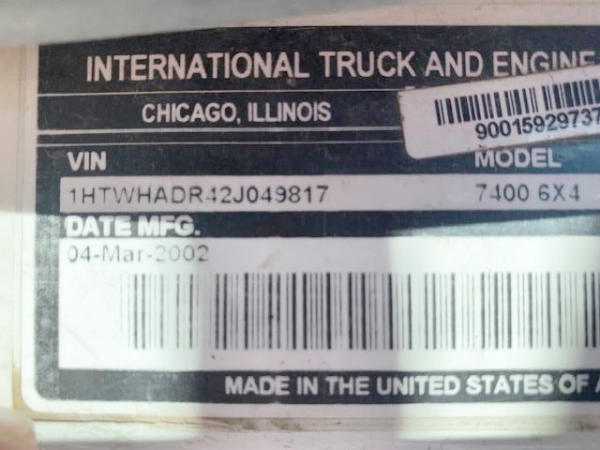 INTERNATIONAL TRUCK AND ENGINE
CHICAGO, ILLINOIS
9001592973
VIN MODEL
1HTWHADR42J049817 7400 6X4
DATE MFG.
04-Mar-2002
MADE IN THE UNITED STATES OF